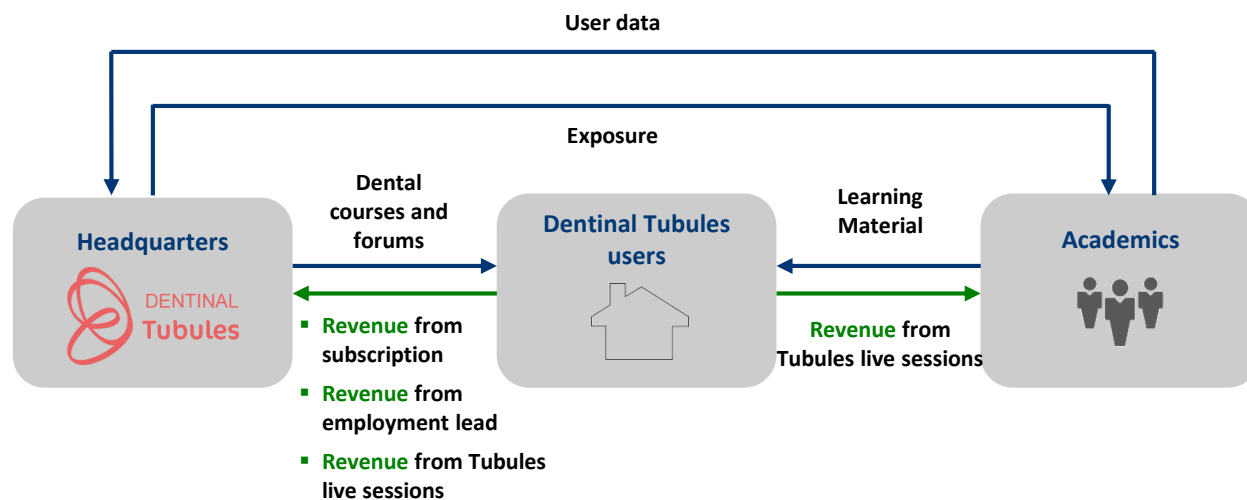 User data
Exposure
Dental
courses and
forums
Learning
Material
Headquarters
DENTINAL
Tubules
Dentinal Tubules
users
Academics
▪ Revenue from
subscription
▪ Revenue from
employment lead
▪ Revenue from Tubules
live sessions
Revenue from
Tubules live sessions